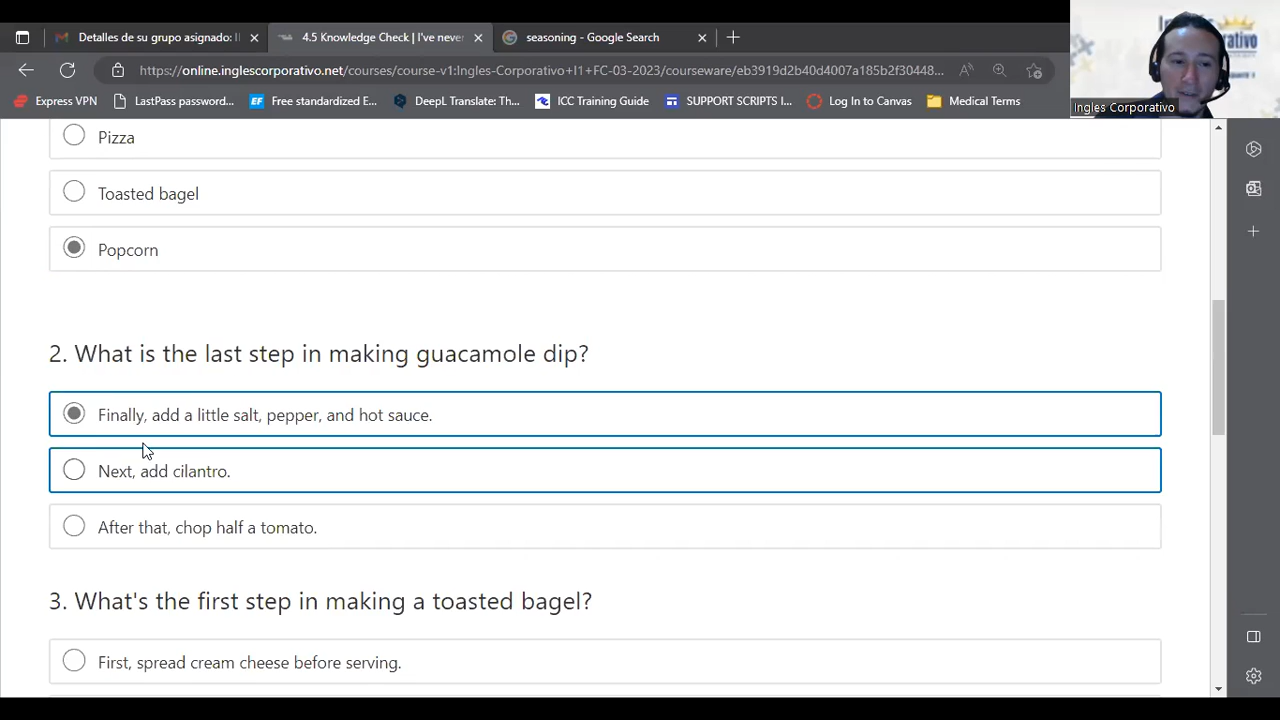 Detalles de su grupo asignado: I
4.5 Knowledge Check | I've never
seasoning - Google Search
https://online.inglescorporativo.net/courses/course-v1:Ingles-Corporativo+I1+FC-03-2023/courseware/eb3919d2b40d4007a185b2f30448...
Express VPN
LastPass password...
EF Free standardized E...
DeepL Translate: Th...
ICC Training Guide
SUPPORT SCRIPTS I...
Log In to Canvas
Medical Terms
Ingles Corporativo
Pizza
Toasted bagel
Popcorn
2. What is the last step in making guacamole dip?
Finally, add a little salt, pepper, and hot sauce.
Next, add cilantro.
After that, chop half a tomato.
3. What's the first step in making a toasted bagel?
First, spread cream cheese before serving.